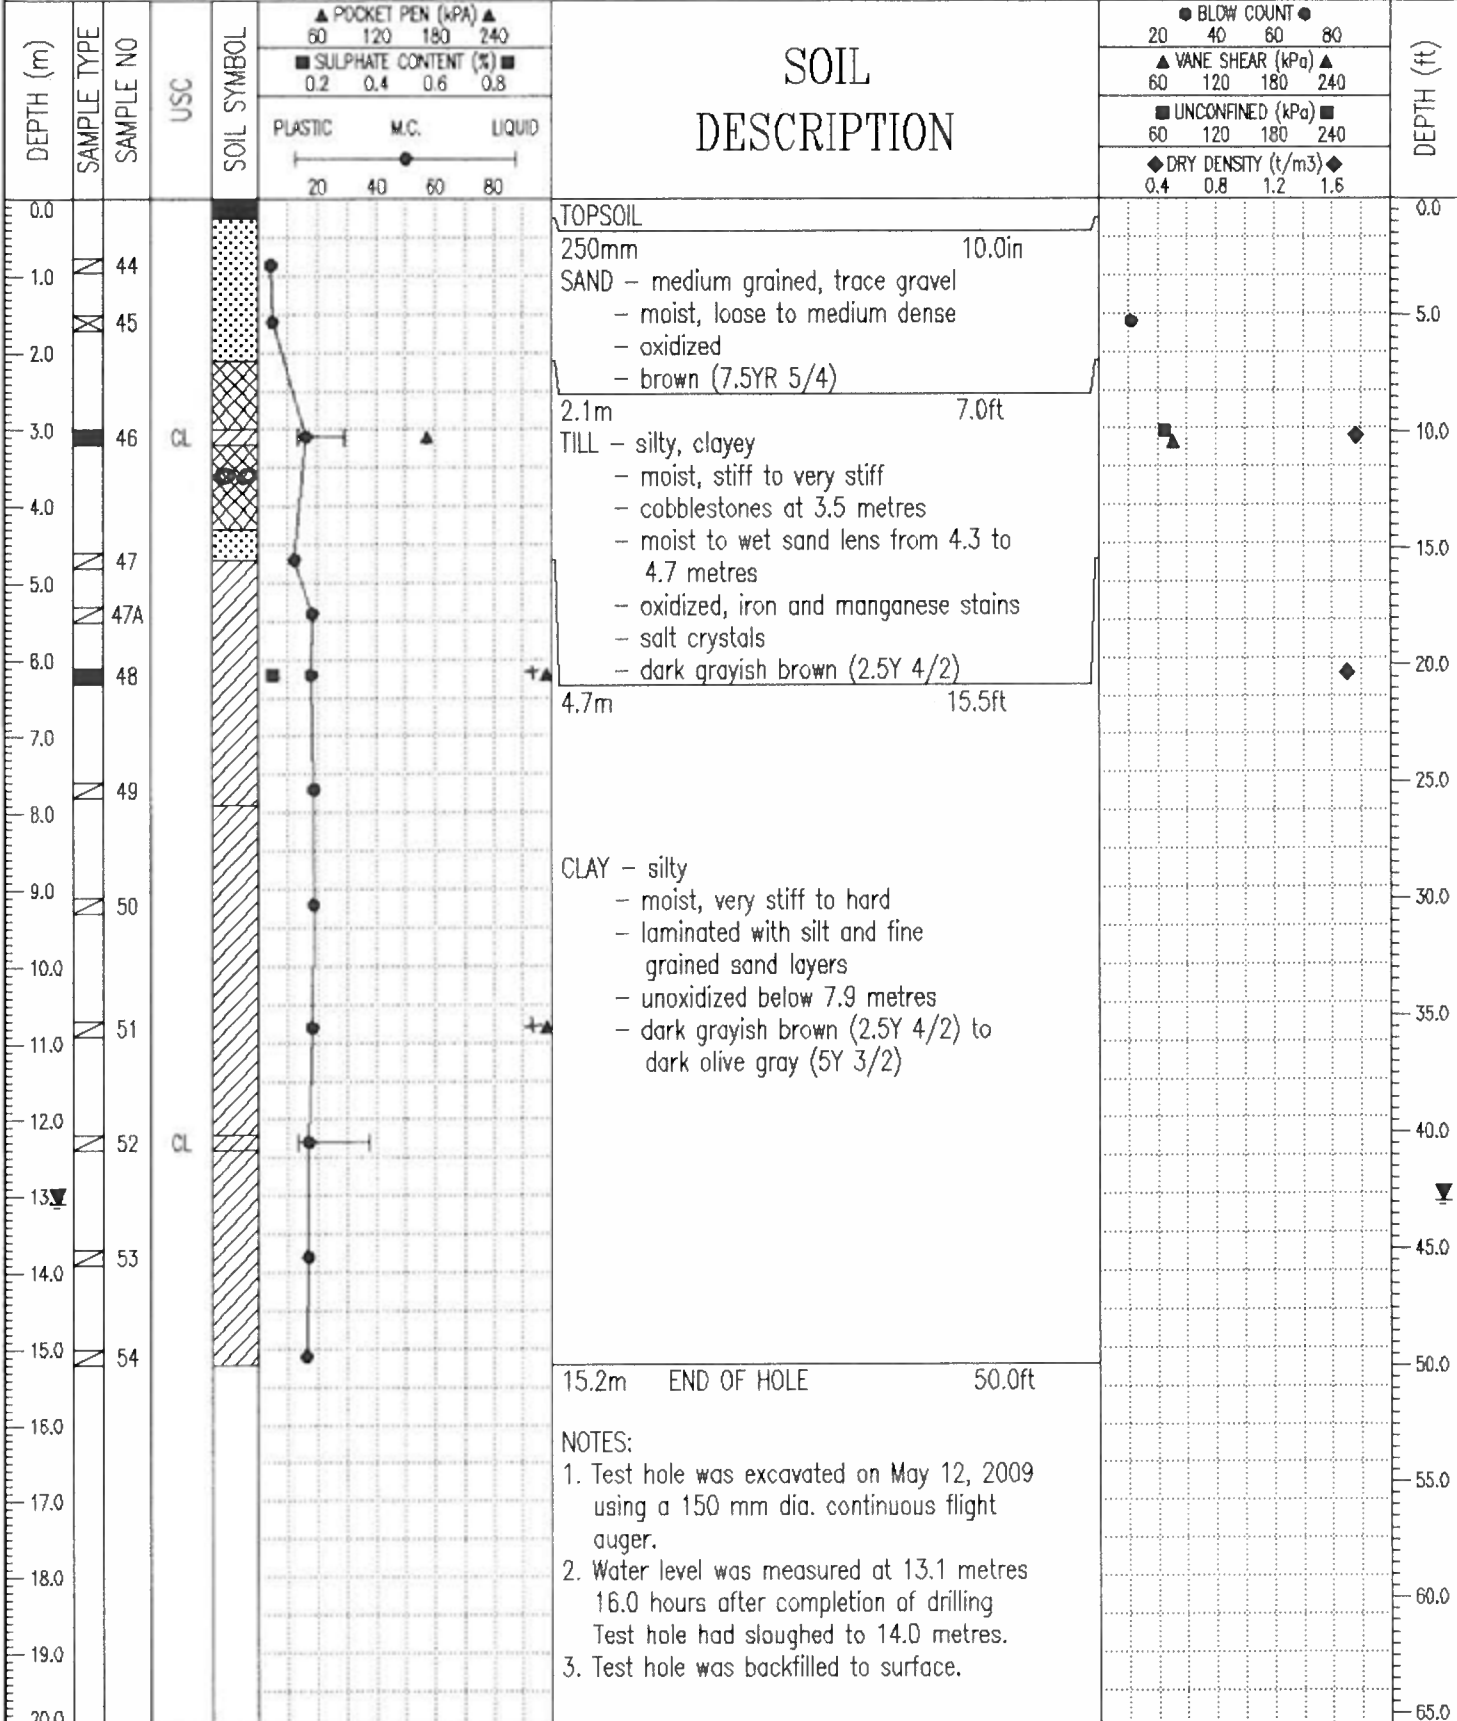 DEPTH (m)
SAMPLE TYPE
SAMPLE NO
USC
SOIL SYMBOL
▲ POCKET PEN (kPA) ▲
60 120 180 240
■ SULPHATE CONTENT (%) ■
0.2 0.4 0.6 0.8
PLASTIC M.C. LIQUID
20 40 60 80
SOIL
DESCRIPTION
● BLOW COUNT ●
20 40 60 80
▲ VANE SHEAR (kPa) ▲
60 120 180 240
■ UNCONFINED (kPa) ■
60 120 180 240
◆ DRY DENSITY (t/m3) ◆
0.4 0.8 1.2 1.6
DEPTH (ft)
0.0
1.0
2.0
3.0
4.0
5.0
6.0
7.0
8.0
9.0
10.0
11.0
12.0
13
14.0
15.0
16.0
17.0
18.0
19.0
20.0
44
45
46
47
47A
48
49
50
51
52
53
54
CL
CL
+
+
TOPSOIL
250mm 10.0in
SAND – medium grained, trace gravel
– moist, loose to medium dense
– oxidized
– brown (7.5YR 5/4)
2.1m 7.0ft
TILL – silty, clayey
– moist, stiff to very stiff
– cobblestones at 3.5 metres
– moist to wet sand lens from 4.3 to
4.7 metres
– oxidized, iron and manganese stains
– salt crystals
– dark grayish brown (2.5Y 4/2)
4.7m 15.5ft
CLAY – silty
– moist, very stiff to hard
– laminated with silt and fine
grained sand layers
– unoxidized below 7.9 metres
– dark grayish brown (2.5Y 4/2) to
dark olive gray (5Y 3/2)
15.2m END OF HOLE 50.0ft
NOTES:
1. Test hole was excavated on May 12, 2009
using a 150 mm dia. continuous flight
auger.
2. Water level was measured at 13.1 metres
16.0 hours after completion of drilling
Test hole had sloughed to 14.0 metres.
3. Test hole was backfilled to surface.
0.0
5.0
10.0
15.0
20.0
25.0
30.0
35.0
40.0
45.0
50.0
55.0
60.0
65.0